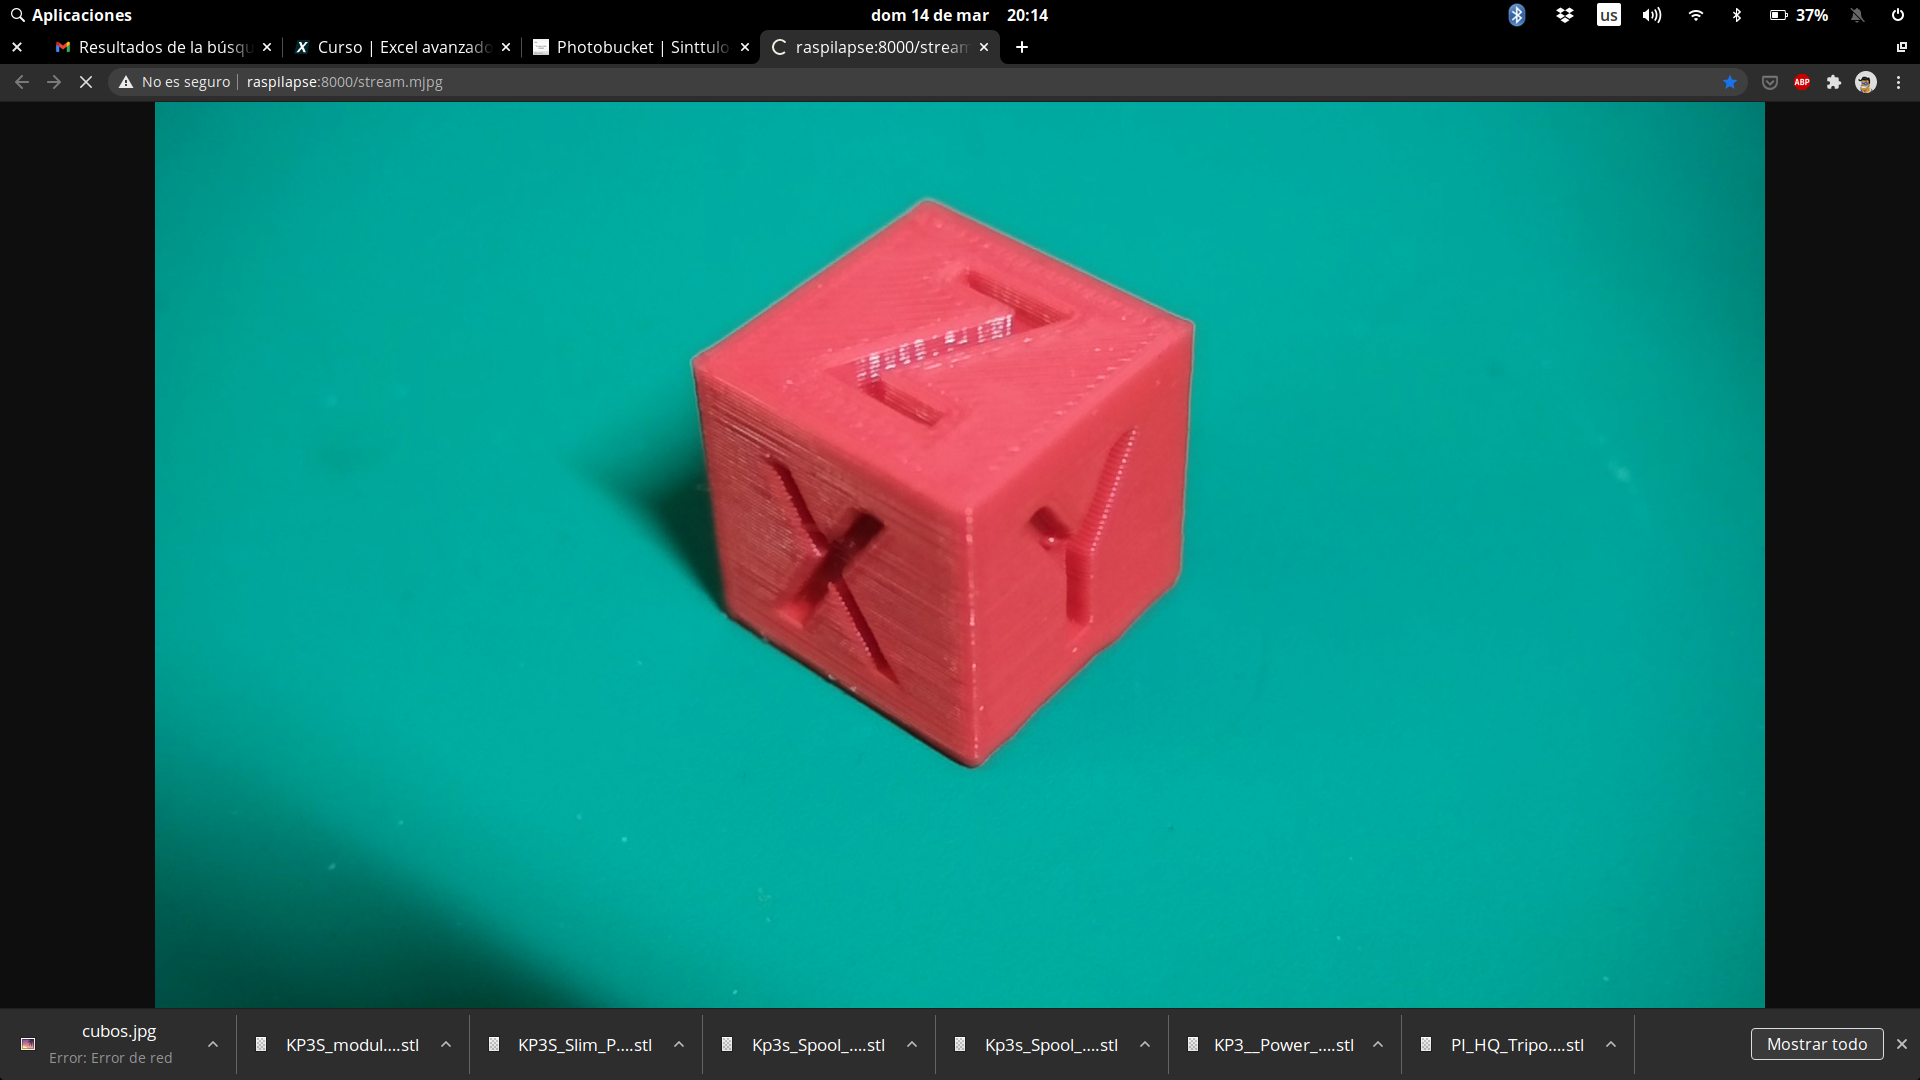 Aplicaciones
dom 14 de mar 20:14
us
37%
Resultados de la búsqu
Curso | Excel avanzado
Photobucket | Sinttulo
raspilapse:8000/stream
No es seguro
raspilapse:8000/stream.mjpg
ABP
Z
X
Y
cubos.jpg
Error: Error de red
KP3S_modul....stl
KP3S_Slim_P....stl
Kp3s_Spool_....stl
Kp3s_Spool_....stl
KP3__Power_....stl
PI_HQ_Tripo....stl
Mostrar todo